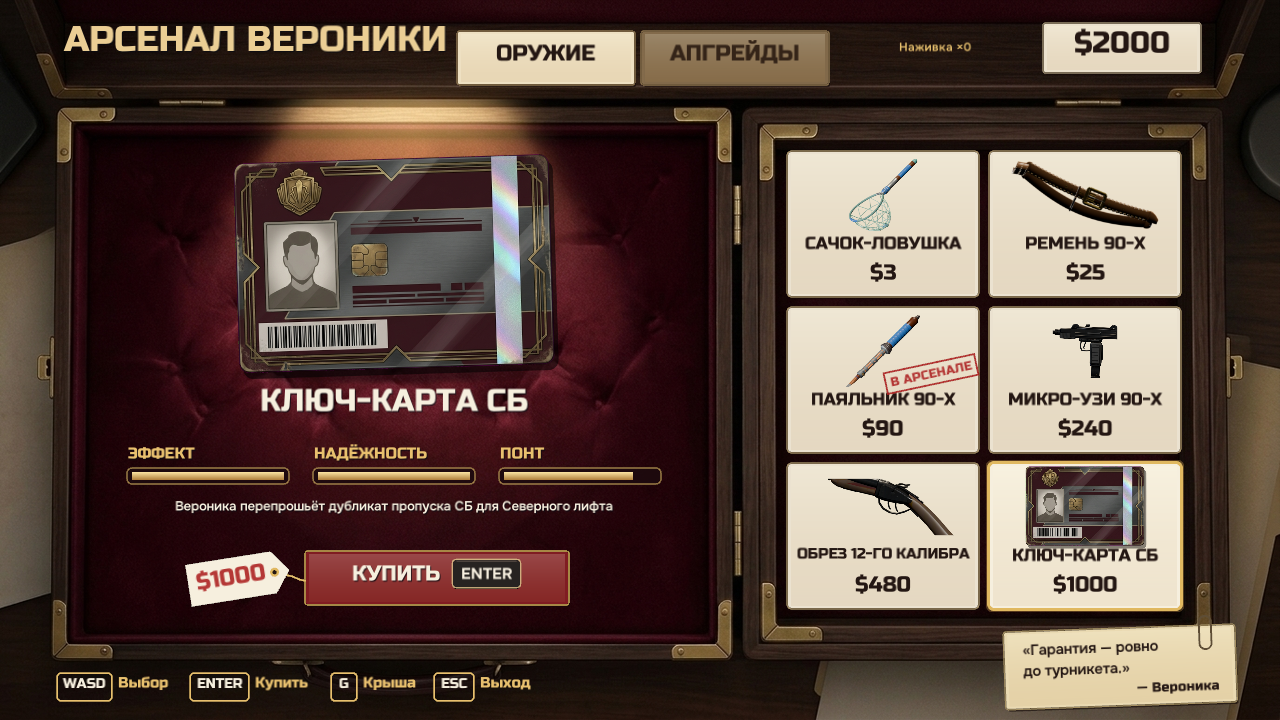 АРСЕНАЛ ВЕРОНИКИ
ОРУЖИЕ
АПГРЕЙДЫ
Наживка ×0
$2000
КЛЮЧ-КАРТА СБ
ЭФФЕКТ
НАДЁЖНОСТЬ
ПОНТ
Вероника перепрошьёт дубликат пропуска СБ для Северного лифта
$1000
КУПИТЬ ENTER
САЧОК-ЛОВУШКА
$3
РЕМЕНЬ 90-Х
$25
В АРСЕНАЛЕ
ПАЯЛЬНИК 90-Х
$90
МИКРО-УЗИ 90-Х
$240
ОБРЕЗ 12-ГО КАЛИБРА
$480
КЛЮЧ-КАРТА СБ
$1000
«Гарантия — ровно
до турникета.»
— Вероника
WASD Выбор
ENTER Купить
G Крыша
ESC Выход